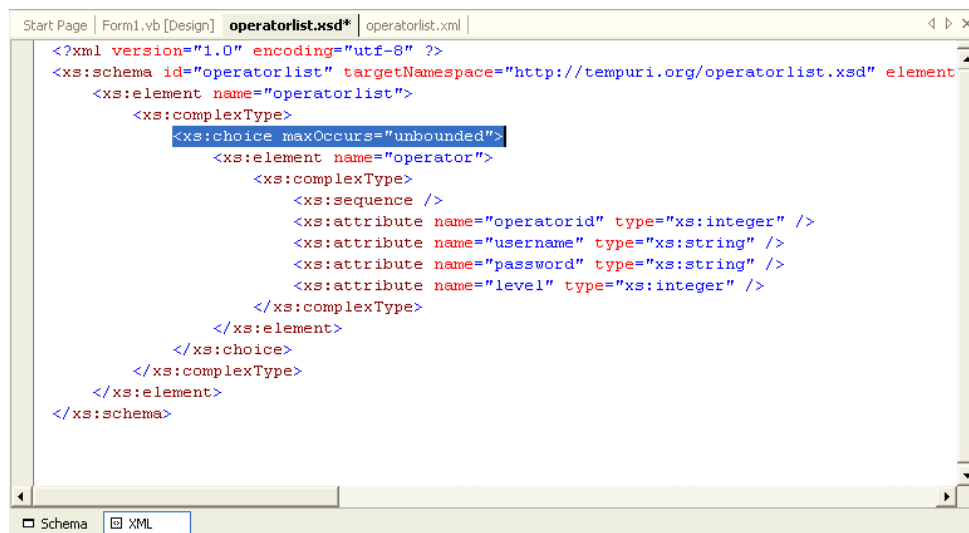 Start Page | Form1.vb [Design] operatorlist.xsd* | operatorlist.xml |
<?xml version="1.0" encoding="utf-8" ?>
<xs:schema id="operatorlist" targetNamespace="http://tempuri.org/operatorlist.xsd" element
<xs:element name="operatorlist">
<xs:complexType>
<xs:choice maxOccurs="unbounded">
<xs:element name="operator">
<xs:complexType>
<xs:sequence />
<xs:attribute name="operatorid" type="xs:integer" />
<xs:attribute name="username" type="xs:string" />
<xs:attribute name="password" type="xs:string" />
<xs:attribute name="level" type="xs:integer" />
</xs:complexType>
</xs:element>
</xs:choice>
</xs:complexType>
</xs:element>
</xs:schema>
Schema XML